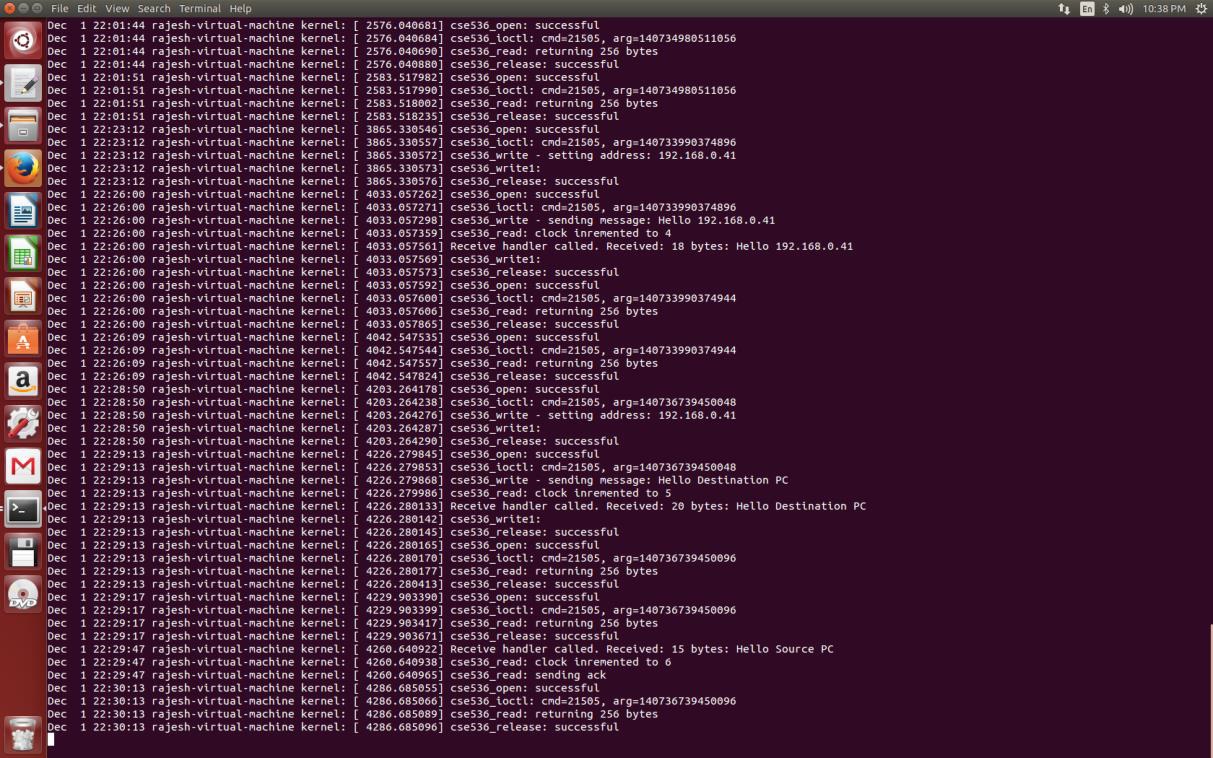 File Edit View Search Terminal Help
En
10:38 PM
Dec  1 22:01:44 rajesh-virtual-machine kernel: [ 2576.040681] cse536_open: successful
Dec  1 22:01:44 rajesh-virtual-machine kernel: [ 2576.040684] cse536_ioctl: cmd=21505, arg=140734980511056
Dec  1 22:01:44 rajesh-virtual-machine kernel: [ 2576.040690] cse536_read: returning 256 bytes
Dec  1 22:01:44 rajesh-virtual-machine kernel: [ 2576.040880] cse536_release: successful
Dec  1 22:01:51 rajesh-virtual-machine kernel: [ 2583.517982] cse536_open: successful
Dec  1 22:01:51 rajesh-virtual-machine kernel: [ 2583.517990] cse536_ioctl: cmd=21505, arg=140734980511056
Dec  1 22:01:51 rajesh-virtual-machine kernel: [ 2583.518002] cse536_read: returning 256 bytes
Dec  1 22:01:51 rajesh-virtual-machine kernel: [ 2583.518235] cse536_release: successful
Dec  1 22:23:12 rajesh-virtual-machine kernel: [ 3865.330546] cse536_open: successful
Dec  1 22:23:12 rajesh-virtual-machine kernel: [ 3865.330557] cse536_ioctl: cmd=21505, arg=140733990374896
Dec  1 22:23:12 rajesh-virtual-machine kernel: [ 3865.330572] cse536_write - setting address: 192.168.0.41
Dec  1 22:23:12 rajesh-virtual-machine kernel: [ 3865.330573] cse536_write1:
Dec  1 22:23:12 rajesh-virtual-machine kernel: [ 3865.330576] cse536_release: successful
Dec  1 22:26:00 rajesh-virtual-machine kernel: [ 4033.057262] cse536_open: successful
Dec  1 22:26:00 rajesh-virtual-machine kernel: [ 4033.057271] cse536_ioctl: cmd=21505, arg=140733990374896
Dec  1 22:26:00 rajesh-virtual-machine kernel: [ 4033.057298] cse536_write - sending message: Hello 192.168.0.41
Dec  1 22:26:00 rajesh-virtual-machine kernel: [ 4033.057359] cse536_read: clock inremented to 4
Dec  1 22:26:00 rajesh-virtual-machine kernel: [ 4033.057561] Receive handler called. Received: 18 bytes: Hello 192.168.0.41
Dec  1 22:26:00 rajesh-virtual-machine kernel: [ 4033.057569] cse536_write1:
Dec  1 22:26:00 rajesh-virtual-machine kernel: [ 4033.057573] cse536_release: successful
Dec  1 22:26:00 rajesh-virtual-machine kernel: [ 4033.057592] cse536_open: successful
Dec  1 22:26:00 rajesh-virtual-machine kernel: [ 4033.057600] cse536_ioctl: cmd=21505, arg=140733990374944
Dec  1 22:26:00 rajesh-virtual-machine kernel: [ 4033.057606] cse536_read: returning 256 bytes
Dec  1 22:26:00 rajesh-virtual-machine kernel: [ 4033.057865] cse536_release: successful
Dec  1 22:26:09 rajesh-virtual-machine kernel: [ 4042.547535] cse536_open: successful
Dec  1 22:26:09 rajesh-virtual-machine kernel: [ 4042.547544] cse536_ioctl: cmd=21505, arg=140733990374944
Dec  1 22:26:09 rajesh-virtual-machine kernel: [ 4042.547557] cse536_read: returning 256 bytes
Dec  1 22:26:09 rajesh-virtual-machine kernel: [ 4042.547824] cse536_release: successful
Dec  1 22:28:50 rajesh-virtual-machine kernel: [ 4203.264178] cse536_open: successful
Dec  1 22:28:50 rajesh-virtual-machine kernel: [ 4203.264238] cse536_ioctl: cmd=21505, arg=140736739450048
Dec  1 22:28:50 rajesh-virtual-machine kernel: [ 4203.264276] cse536_write - setting address: 192.168.0.41
Dec  1 22:28:50 rajesh-virtual-machine kernel: [ 4203.264287] cse536_write1:
Dec  1 22:28:50 rajesh-virtual-machine kernel: [ 4203.264290] cse536_release: successful
Dec  1 22:29:13 rajesh-virtual-machine kernel: [ 4226.279845] cse536_open: successful
Dec  1 22:29:13 rajesh-virtual-machine kernel: [ 4226.279853] cse536_ioctl: cmd=21505, arg=140736739450048
Dec  1 22:29:13 rajesh-virtual-machine kernel: [ 4226.279868] cse536_write - sending message: Hello Destination PC
Dec  1 22:29:13 rajesh-virtual-machine kernel: [ 4226.279986] cse536_read: clock inremented to 5
Dec  1 22:29:13 rajesh-virtual-machine kernel: [ 4226.280133] Receive handler called. Received: 20 bytes: Hello Destination PC
Dec  1 22:29:13 rajesh-virtual-machine kernel: [ 4226.280142] cse536_write1:
Dec  1 22:29:13 rajesh-virtual-machine kernel: [ 4226.280145] cse536_release: successful
Dec  1 22:29:13 rajesh-virtual-machine kernel: [ 4226.280165] cse536_open: successful
Dec  1 22:29:13 rajesh-virtual-machine kernel: [ 4226.280170] cse536_ioctl: cmd=21505, arg=140736739450096
Dec  1 22:29:13 rajesh-virtual-machine kernel: [ 4226.280177] cse536_read: returning 256 bytes
Dec  1 22:29:13 rajesh-virtual-machine kernel: [ 4226.280413] cse536_release: successful
Dec  1 22:29:17 rajesh-virtual-machine kernel: [ 4229.903390] cse536_open: successful
Dec  1 22:29:17 rajesh-virtual-machine kernel: [ 4229.903399] cse536_ioctl: cmd=21505, arg=140736739450096
Dec  1 22:29:17 rajesh-virtual-machine kernel: [ 4229.903417] cse536_read: returning 256 bytes
Dec  1 22:29:17 rajesh-virtual-machine kernel: [ 4229.903671] cse536_release: successful
Dec  1 22:29:47 rajesh-virtual-machine kernel: [ 4260.640922] Receive handler called. Received: 15 bytes: Hello Source PC
Dec  1 22:29:47 rajesh-virtual-machine kernel: [ 4260.640938] cse536_read: clock inremented to 6
Dec  1 22:29:47 rajesh-virtual-machine kernel: [ 4260.640965] cse536_read: sending ack
Dec  1 22:30:13 rajesh-virtual-machine kernel: [ 4286.685055] cse536_open: successful
Dec  1 22:30:13 rajesh-virtual-machine kernel: [ 4286.685066] cse536_ioctl: cmd=21505, arg=140736739450096
Dec  1 22:30:13 rajesh-virtual-machine kernel: [ 4286.685089] cse536_read: returning 256 bytes
Dec  1 22:30:13 rajesh-virtual-machine kernel: [ 4286.685096] cse536_release: successful
a
>_
DVD